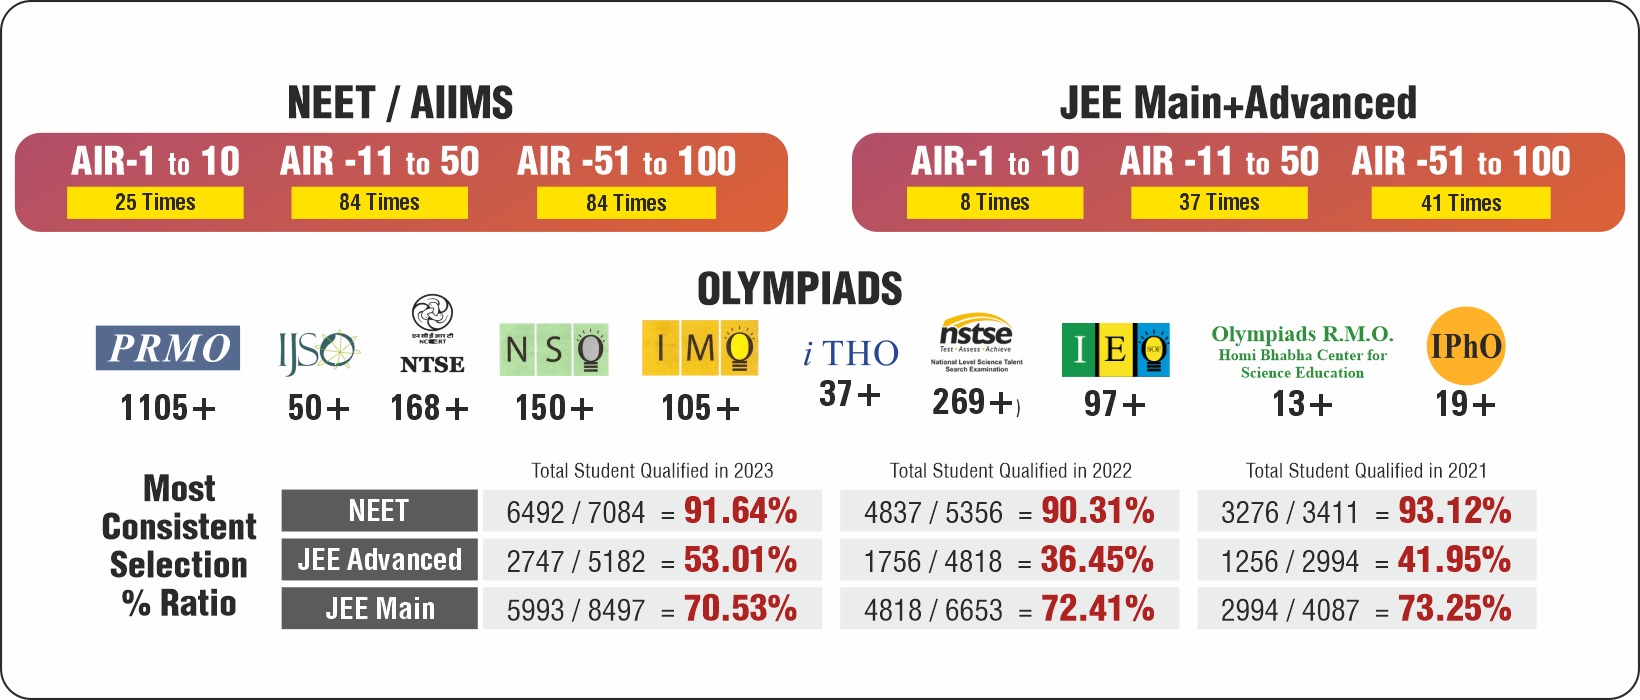 NEET / AIIMS
AIR-1 to 10 AIR -11 to 50 AIR -51 to 100
25 Times 84 Times 84 Times
JEE Main+Advanced
AIR-1 to 10 AIR -11 to 50 AIR -51 to 100
8 Times 37 Times 41 Times
OLYMPIADS
PRMO
1105+
IJSO
50+
एन सी ई आर टी
NCERT
NTSE
168+
NSO
150+
IMO
105+
i THO
37+
nstse
Test · Assess · Achieve
National Level Science Talent
Search Examination
269+)
IEO
SOF
97+
Olympiads R.M.O.
Homi Bhabha Center for
Science Education
13+
IPhO
19+
Most
Consistent
Selection
% Ratio
Total Student Qualified in 2023 Total Student Qualified in 2022 Total Student Qualified in 2021
NEET 6492 / 7084 = 91.64% 4837 / 5356 = 90.31% 3276 / 3411 = 93.12%
JEE Advanced 2747 / 5182 = 53.01% 1756 / 4818 = 36.45% 1256 / 2994 = 41.95%
JEE Main 5993 / 8497 = 70.53% 4818 / 6653 = 72.41% 2994 / 4087 = 73.25%